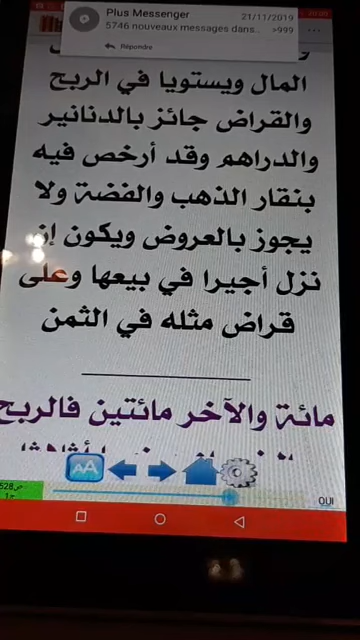 Plus Messenger
21/11/2019
5746 nouveaux messages dans..
>999
Répondre
المال ويستويا في الربح
والقراض جائز بالدنانير
والدراهم وقد أرخص فيه
بنقار الذهب والفضة ولا
يجوز بالعروض ويكون إن
نزل أجيرا في بيعها وعلى
قراض مثله في الثمن
مائة والآخر مائتين فالربح
AA
OUI